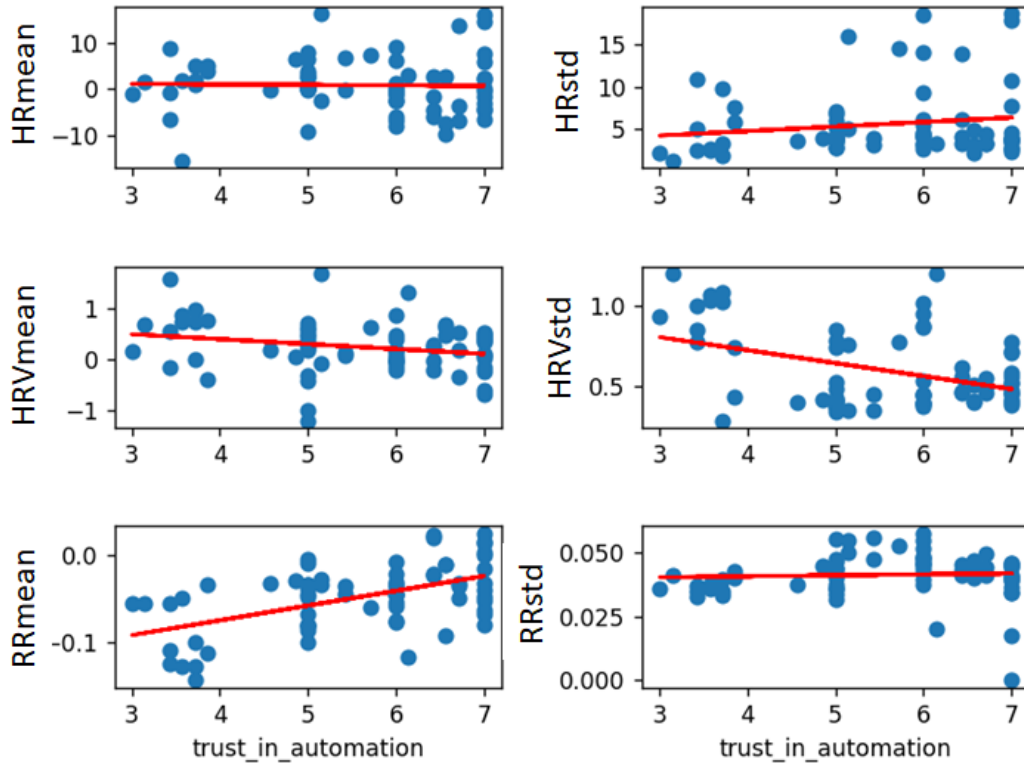 HRmean
10
0
−10
3 4 5 6 7
HRstd
15
10
5
3 4 5 6 7
HRVmean
1
0
−1
3 4 5 6 7
HRVstd
1.0
0.5
3 4 5 6 7
RRmean
0.0
-0.1
3 4 5 6 7
trust_in_automation
RRstd
0.050
0.025
0.000
3 4 5 6 7
trust_in_automation